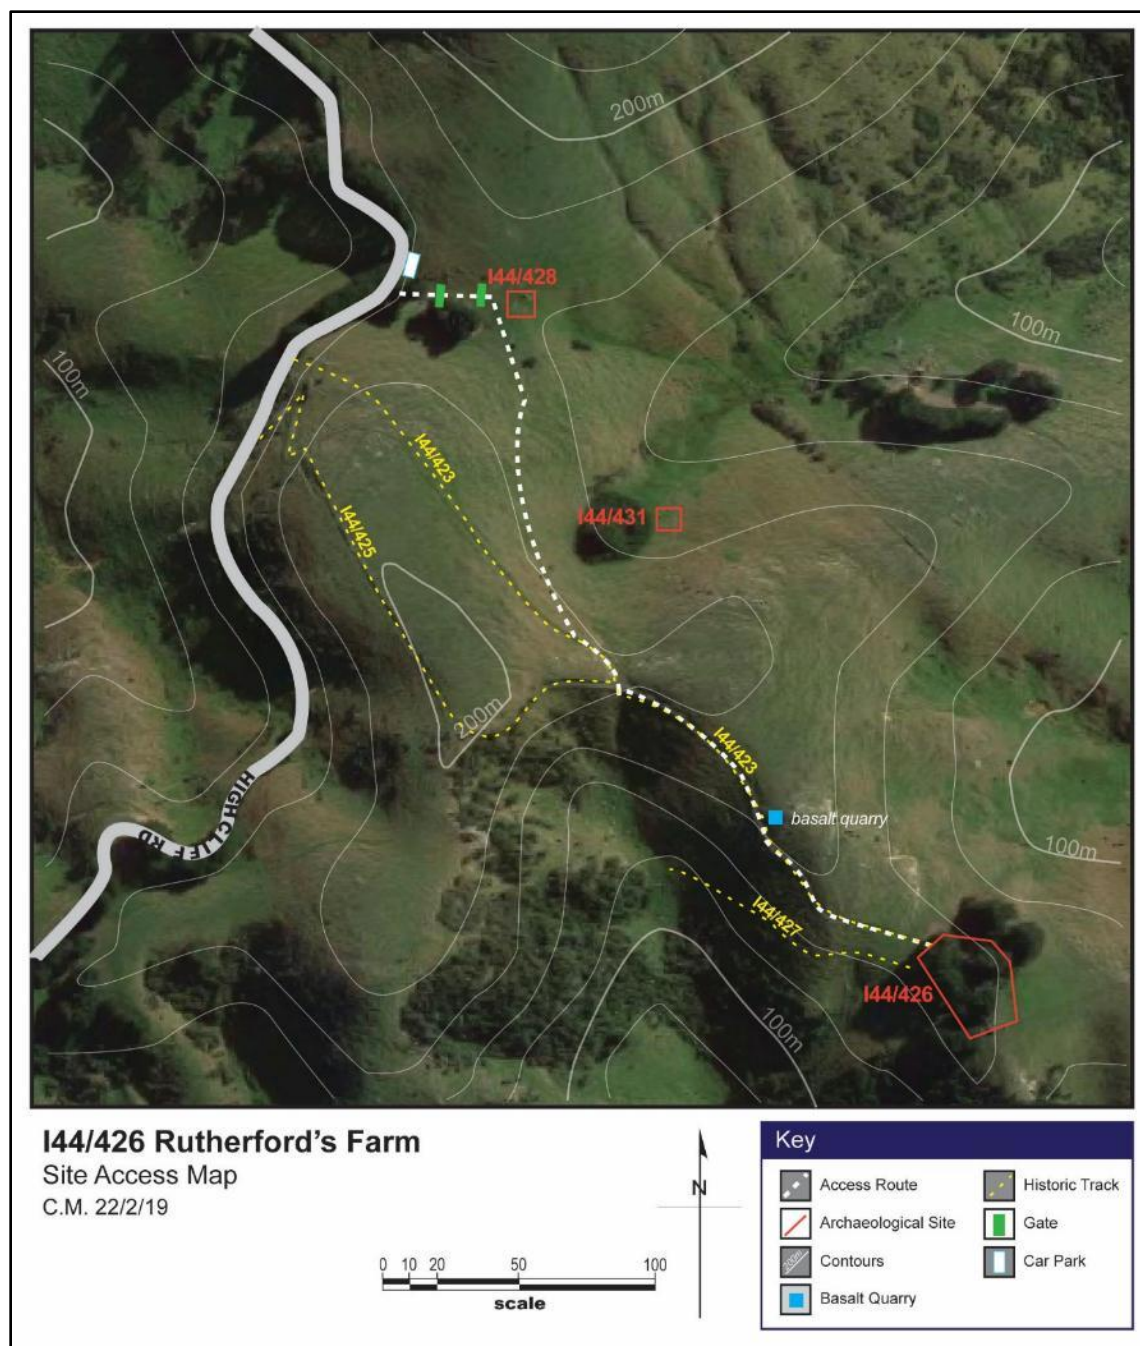 200m
I44/428
100m
100m
I44/423
I44/431
I44/425
200m
I44/423
HIGHCLIFF RD
basalt quarry
100m
I44/427
I44/426
100m
I44/426 Rutherford's Farm
Site Access Map
C.M. 22/2/19
N
0 10 20 50 100
scale
Key
Access Route
Historic Track
Archaeological Site
Gate
200m
Contours
Car Park
Basalt Quarry